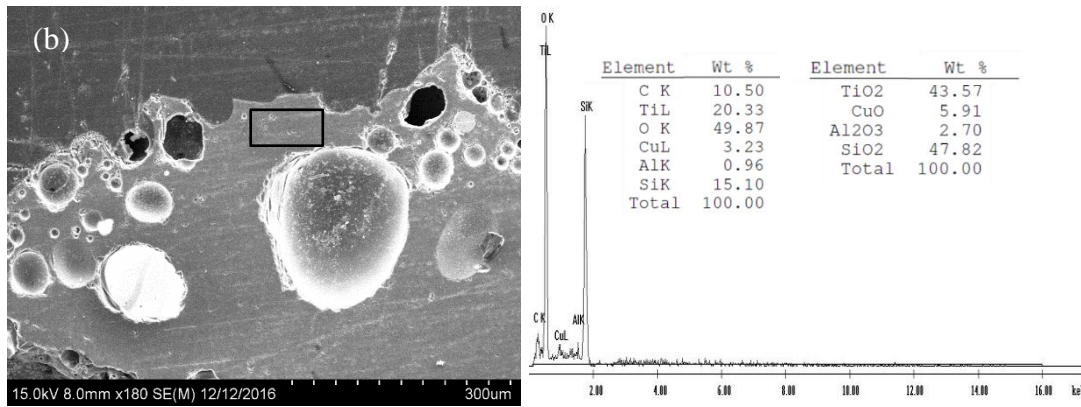 (b)
15.0kV 8.0mm x180 SE(M) 12/12/2016 300um
O K
TiL
SiK
C K
CuL
AlK
Element Wt %
C K 10.50
TiL 20.33
O K 49.87
CuL 3.23
AlK 0.96
SiK 15.10
Total 100.00
Element Wt %
TiO2 43.57
CuO 5.91
Al2O3 2.70
SiO2 47.82
Total 100.00
2.00 4.00 6.00 8.00 10.00 12.00 14.00 16.00 ke